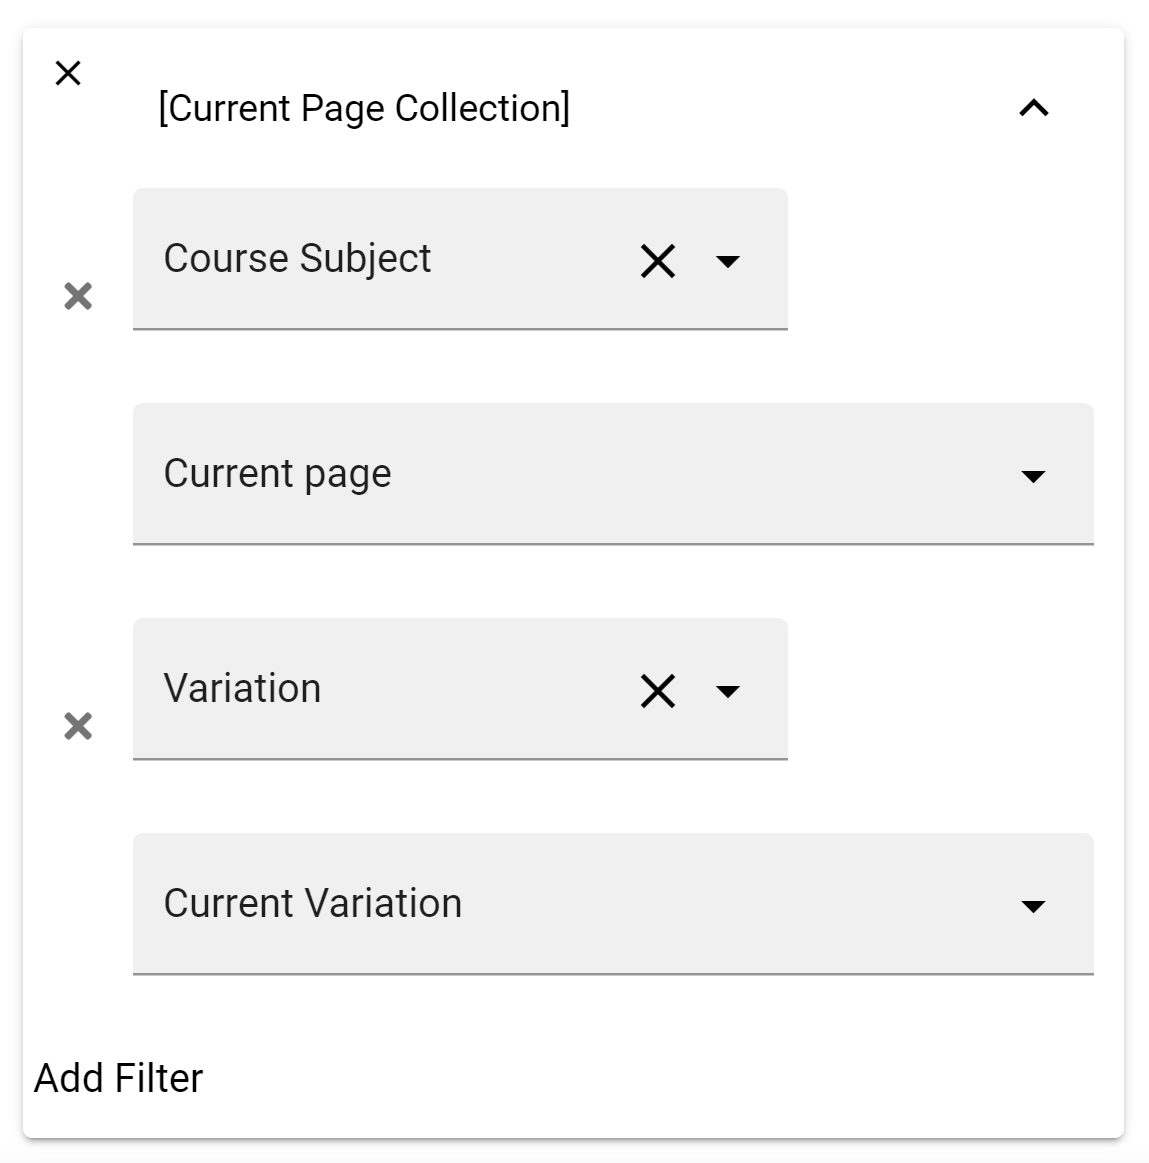 [Current Page Collection]
Course Subject
Current page
Variation
Current Variation
Add Filter